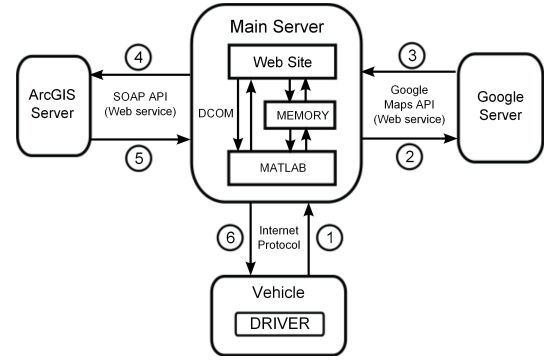 Main Server
Web Site
DCOM
MEMORY
MATLAB
4
ArcGIS
Server
SOAP API
(Web service)
5
3
Google
Maps API
(Web service)
Google
Server
2
6
Internet
Protocol
1
Vehicle
DRIVER